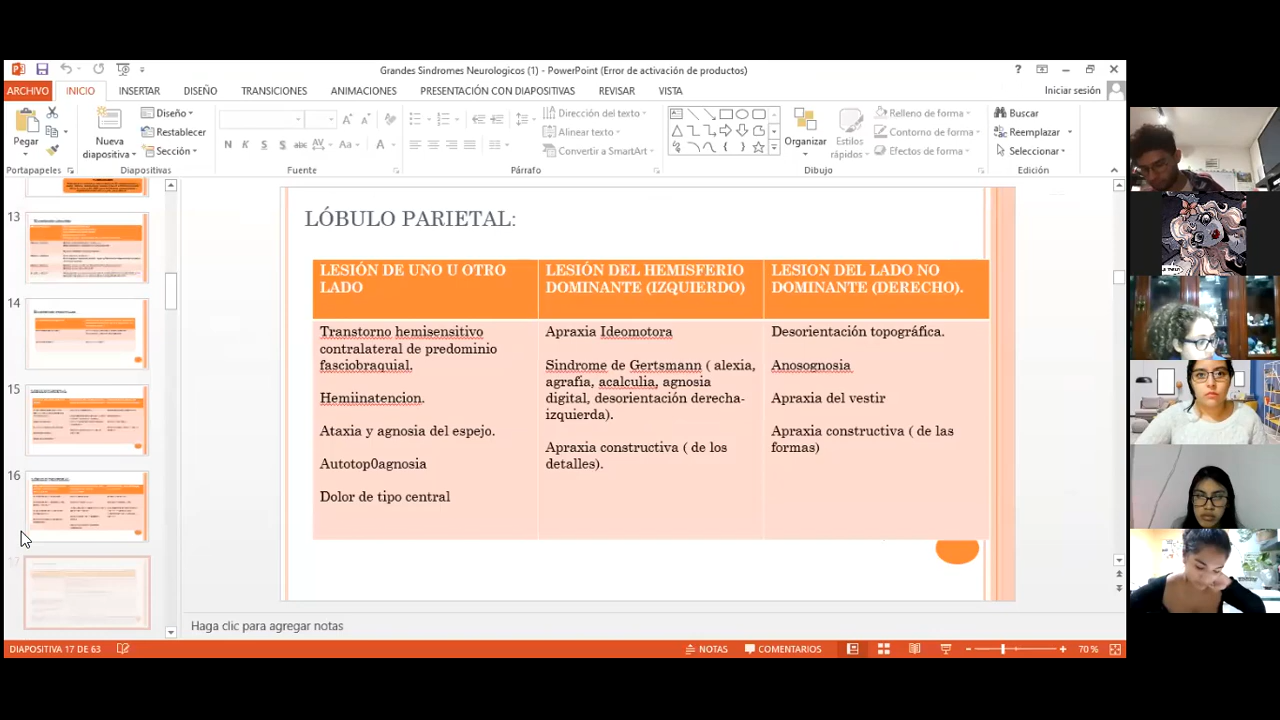 Grandes Sindromes Neurologicos (1) - PowerPoint (Error de activación de productos)
ARCHIVO INICIO INSERTAR DISEÑO TRANSICIONES ANIMACIONES PRESENTACIÓN CON DIAPOSITIVAS REVISAR VISTA Iniciar sesión
Pegar
Nueva
diapositiva
Diseño
Restablecer
Sección
N K S S abc AV Aa A
Dirección del texto
Alinear texto
Convierte a SmartArt
Organizar
Estilos
rápidos
Relleno de forma
Contorno de forma
Efectos de forma
Buscar
Reemplazar
Seleccionar
Portapapeles Diapositivas Fuente Párrafo Dibujo Edición
13
14
15
16
17
LÓBULO PARIETAL:
LESIÓN DE UNO U OTRO
LADO
Transtorno hemisensitivo
contralateral de predominio
fasciobraquial.
Hemiinatencion.
Ataxia y agnosia del espejo.
Autotop0agnosia
Dolor de tipo central
LESIÓN DEL HEMISFERIO
DOMINANTE (IZQUIERDO)
Apraxia Ideomotora
Sindrome de Gertsmann ( alexia,
agrafia, acalculia, agnosia
digital, desorientación derecha-
izquierda).
Apraxia constructiva ( de los
detalles).
LESION DEL LADO NO
DOMINANTE (DERECHO).
Desorientación topográfica.
Anosognosia
Apraxia del vestir
Apraxia constructiva ( de las
formas)
Haga clic para agregar notas
DIAPOSITIVA 17 DE 63 NOTAS COMENTARIOS 70 %